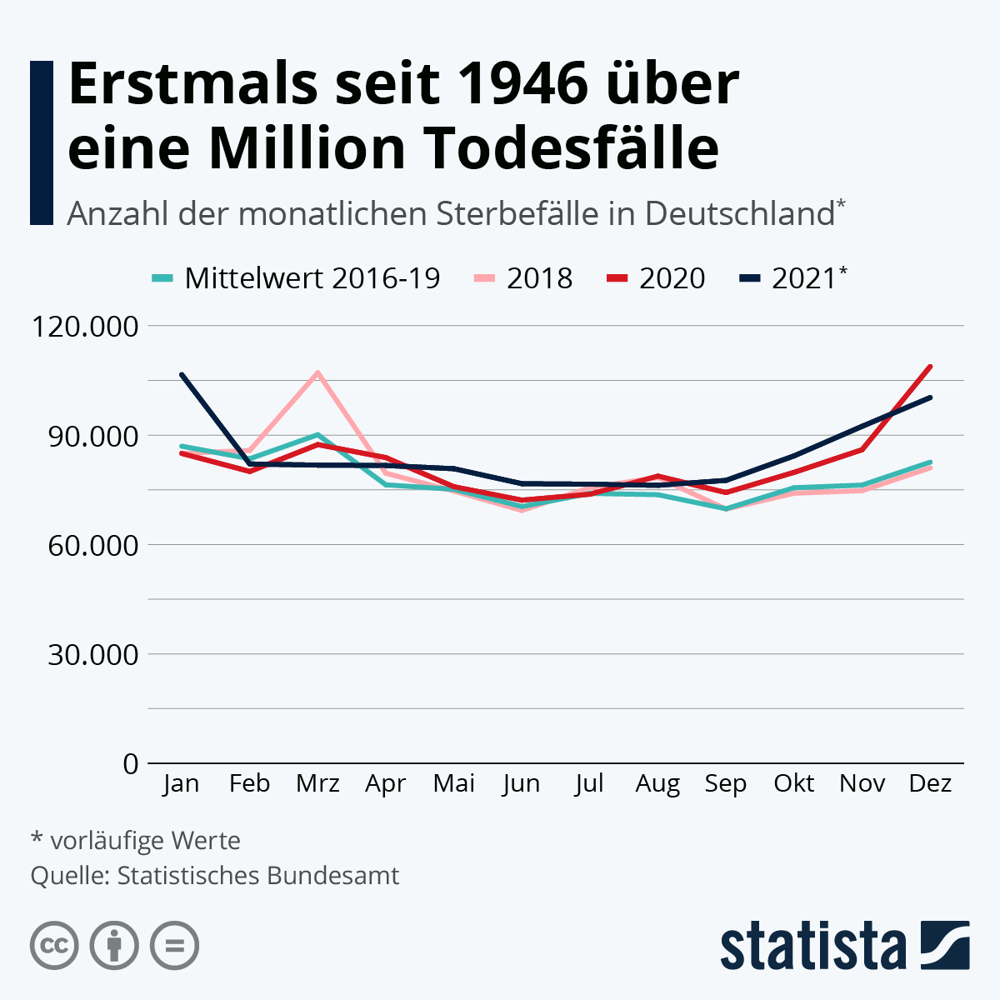 Erstmals seit 1946 über
eine Million Todesfälle
Anzahl der monatlichen Sterbefälle in Deutschland*
Mittelwert 2016-19 2018 2020 2021*
120.000
90.000
60.000
30.000
0
Jan Feb Mrz Apr Mai Jun Jul Aug Sep Okt Nov Dez
* vorläufige Werte
Quelle: Statistisches Bundesamt
cc =
statista